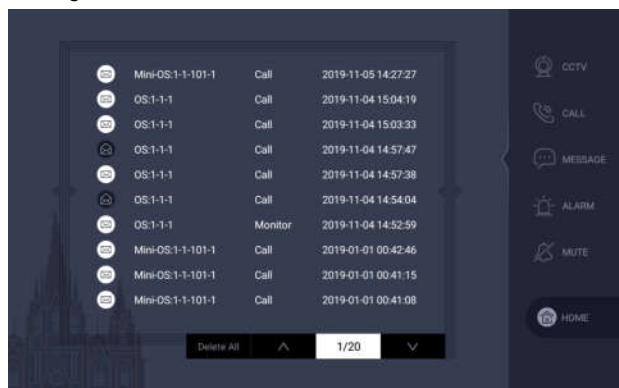 Mini-OS:1-1-101-1 Call 2019-11-05 14:27:27
OS:1-1-1 Call 2019-11-04 15:04:19
OS:1-1-1 Call 2019-11-04 15:03:33
OS:1-1-1 Call 2019-11-04 14:57:47
OS:1-1-1 Call 2019-11-04 14:57:38
OS:1-1-1 Call 2019-11-04 14:54:04
OS:1-1-1 Monitor 2019-11-04 14:52:59
Mini-OS:1-1-101-1 Call 2019-01-01 00:42:46
Mini-OS:1-1-101-1 Call 2019-01-01 00:41:15
Mini-OS:1-1-101-1 Call 2019-01-01 00:41:08
Delete All 1/20
CCTV
CALL
MESSAGE
ALARM
MUTE
HOME